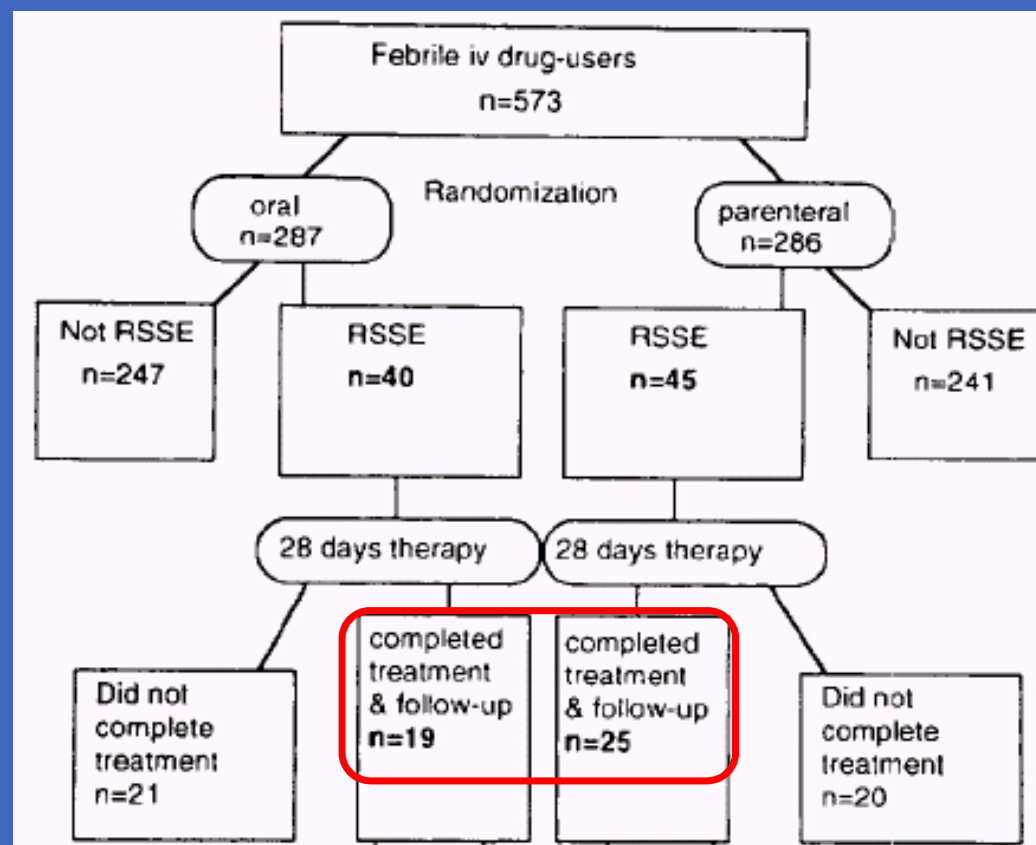 Febrile iv drug-users
n=573
Randomization
oral
n=287
parenteral
n=286
Not RSSE
n=247
RSSE
n=40
RSSE
n=45
Not RSSE
n=241
28 days therapy
28 days therapy
Did not
complete
treatment
n=21
completed
treatment
& follow-up
n=19
completed
treatment
& follow-up
n=25
Did not
complete
treatment
n=20